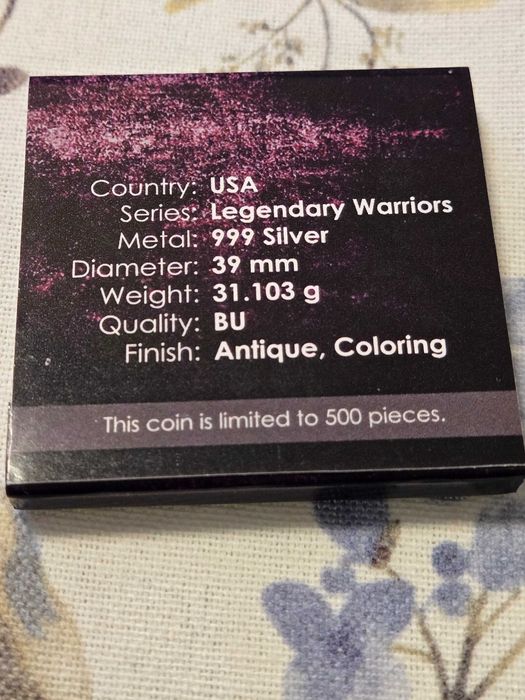 Country: USA
Series: Legendary Warriors
Metal: 999 Silver
Diameter: 39 mm
Weight: 31.103 g
Quality: BU
Finish: Antique, Coloring
This coin is limited to 500 pieces.